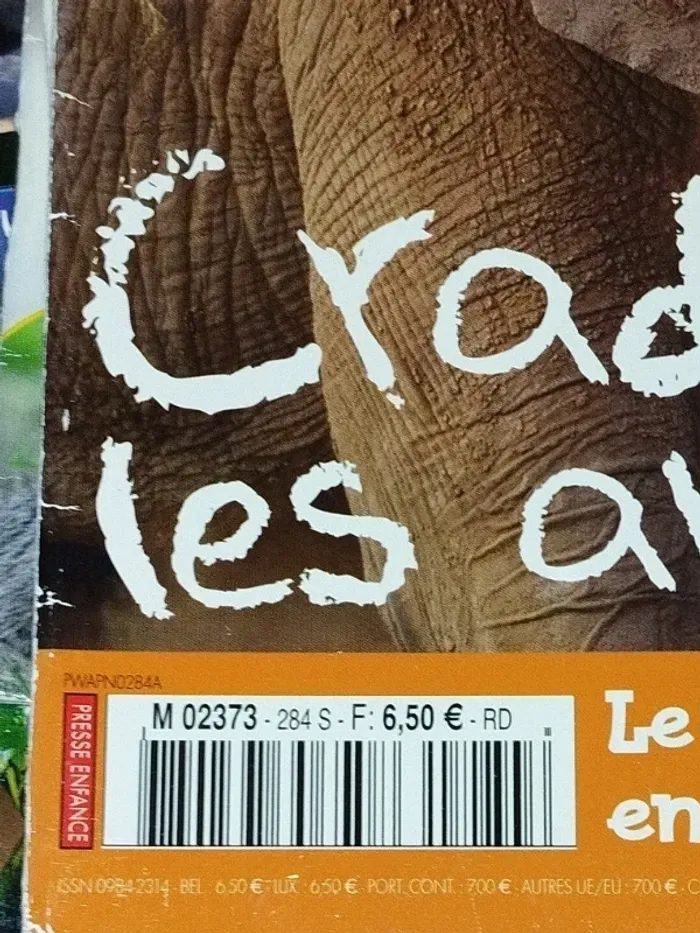 Crad
les a
PWAPN0284A
PRESSE ENFANCE
M 02373 - 284 S - F: 6,50 € - RD
Le
en
ISSN 0984-2314 - BEL : 6.50 € - LUX : 6,50 € - PORT. CONT. : 7.00 € - AUTRES UE/EU : 7.00 € - C